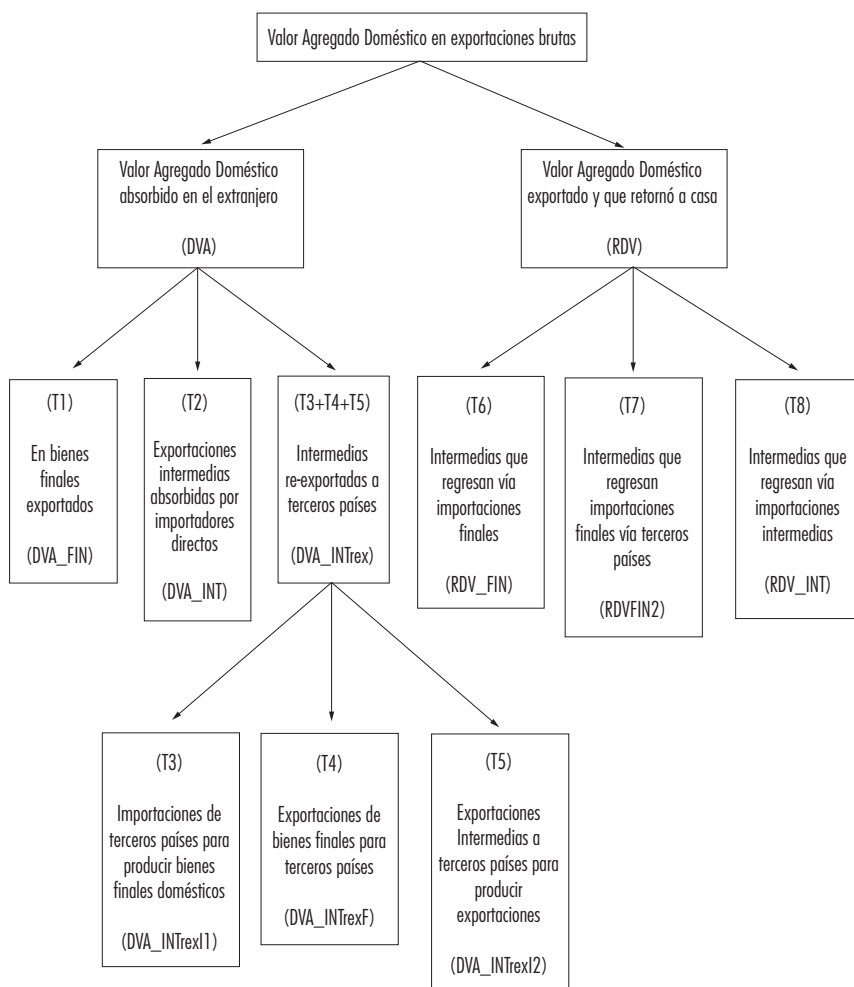 Valor Agregado Doméstico en exportaciones brutas
Valor Agregado Doméstico
absorbido en el extranjero
(DVA)
Valor Agregado Doméstico
exportado y que retornó a casa
(RDV)
(T1)
En bienes
finales
exportados
(DVA_FIN)
(T2)
Exportaciones
intermedias
absorbidas por
importadores
directos
(DVA_INT)
(T3+T4+T5)
Intermedias
re-exportadas a
terceros países
(DVA_INTrex)
(T6)
Intermedias que
regresan vía
importaciones
finales
(RDV_FIN)
(T7)
Intermedias que
regresan
importaciones
finales vía terceros
países
(RDVFIN2)
(T8)
Intermedias que
regresan vía
importaciones
intermedias
(RDV_INT)
(T3)
Importaciones de
terceros países para
producir bienes
finales domésticos
(DVA_INTrexI1)
(T4)
Exportaciones de
bienes finales para
terceros países
(DVA_INTrexF)
(T5)
Exportaciones
Intermedias a
terceros países para
producir
exportaciones
(DVA_INTrexI2)